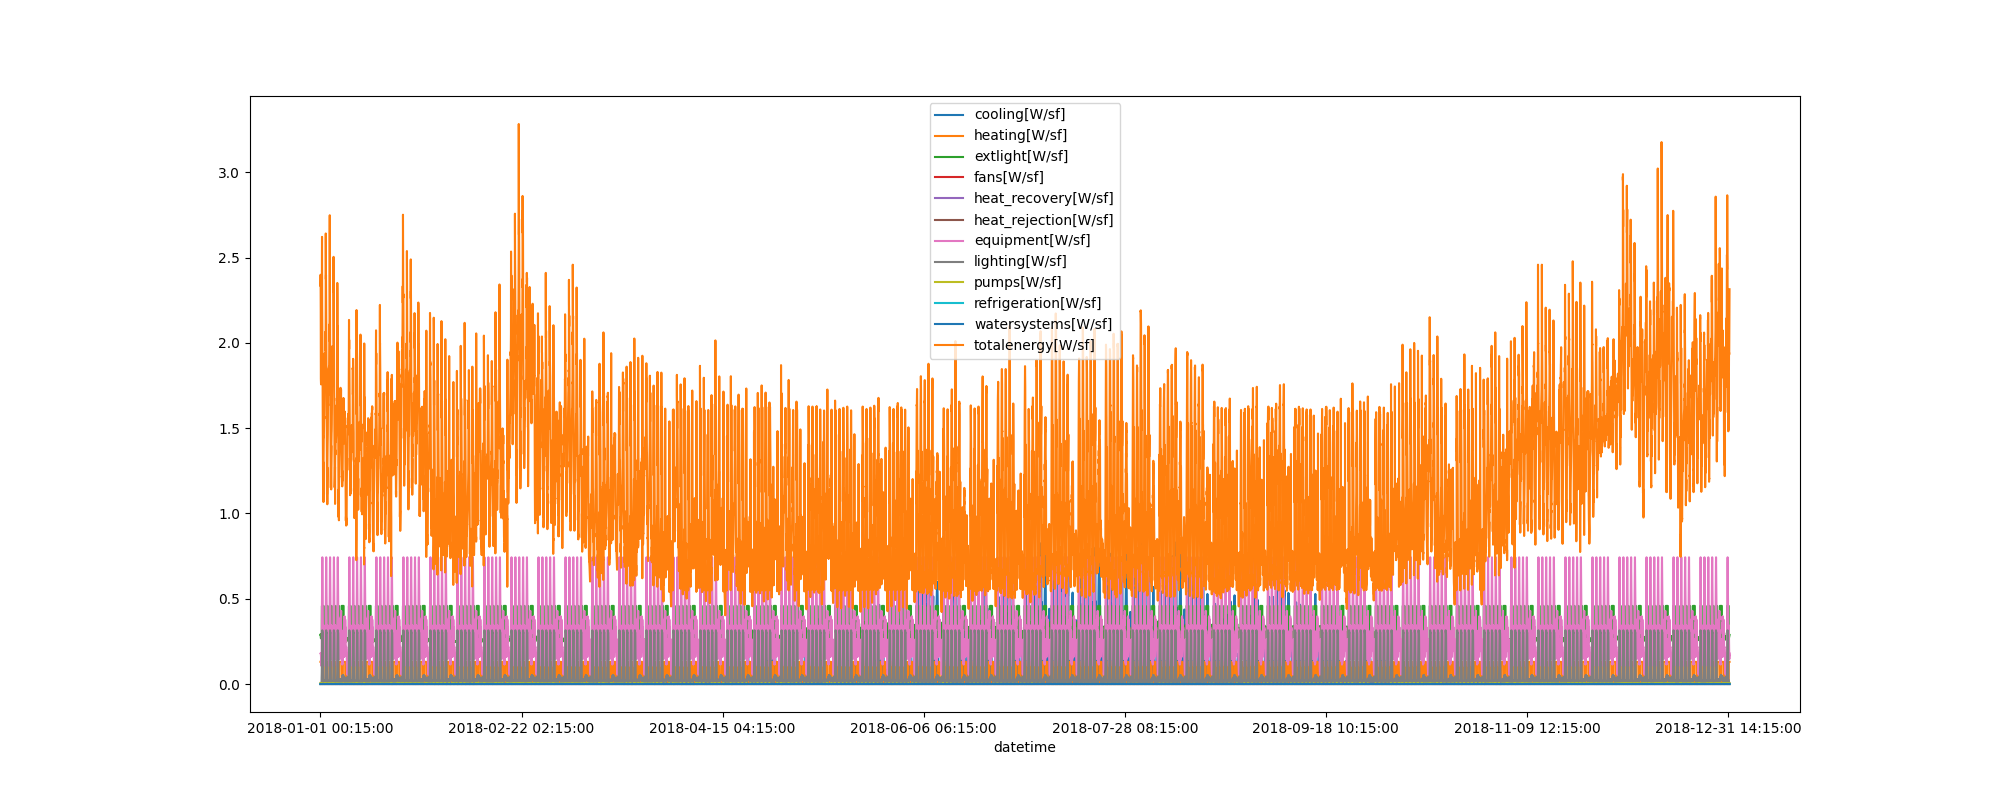 cooling[W/sf]
heating[W/sf]
extlight[W/sf]
fans[W/sf]
heat_recovery[W/sf]
heat_rejection[W/sf]
equipment[W/sf]
lighting[W/sf]
pumps[W/sf]
refrigeration[W/sf]
watersystems[W/sf]
totalenergy[W/sf]
3.0
2.5
2.0
1.5
1.0
0.5
0.0
2018-01-01 00:15:00 2018-02-22 02:15:00 2018-04-15 04:15:00 2018-06-06 06:15:00 2018-07-28 08:15:00 2018-09-18 10:15:00 2018-11-09 12:15:00 2018-12-31 14:15:00
datetime